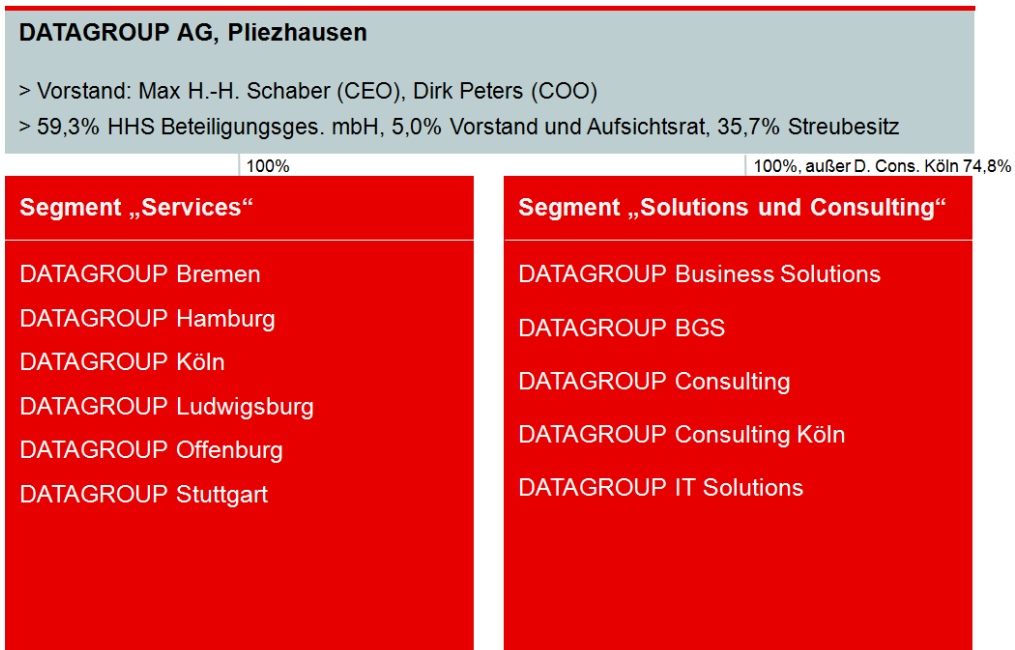 DATAGROUP AG, Pliezhausen
> Vorstand: Max H.-H. Schaber (CEO), Dirk Peters (COO)
> 59,3% HHS Beteiligungsges. mbH, 5,0% Vorstand und Aufsichtsrat, 35,7% Streubesitz
100%
100%, außer D. Cons. Köln 74,8%
Segment „Services“
DATAGROUP Bremen
DATAGROUP Hamburg
DATAGROUP Köln
DATAGROUP Ludwigsburg
DATAGROUP Offenburg
DATAGROUP Stuttgart
Segment „Solutions und Consulting“
DATAGROUP Business Solutions
DATAGROUP BGS
DATAGROUP Consulting
DATAGROUP Consulting Köln
DATAGROUP IT Solutions